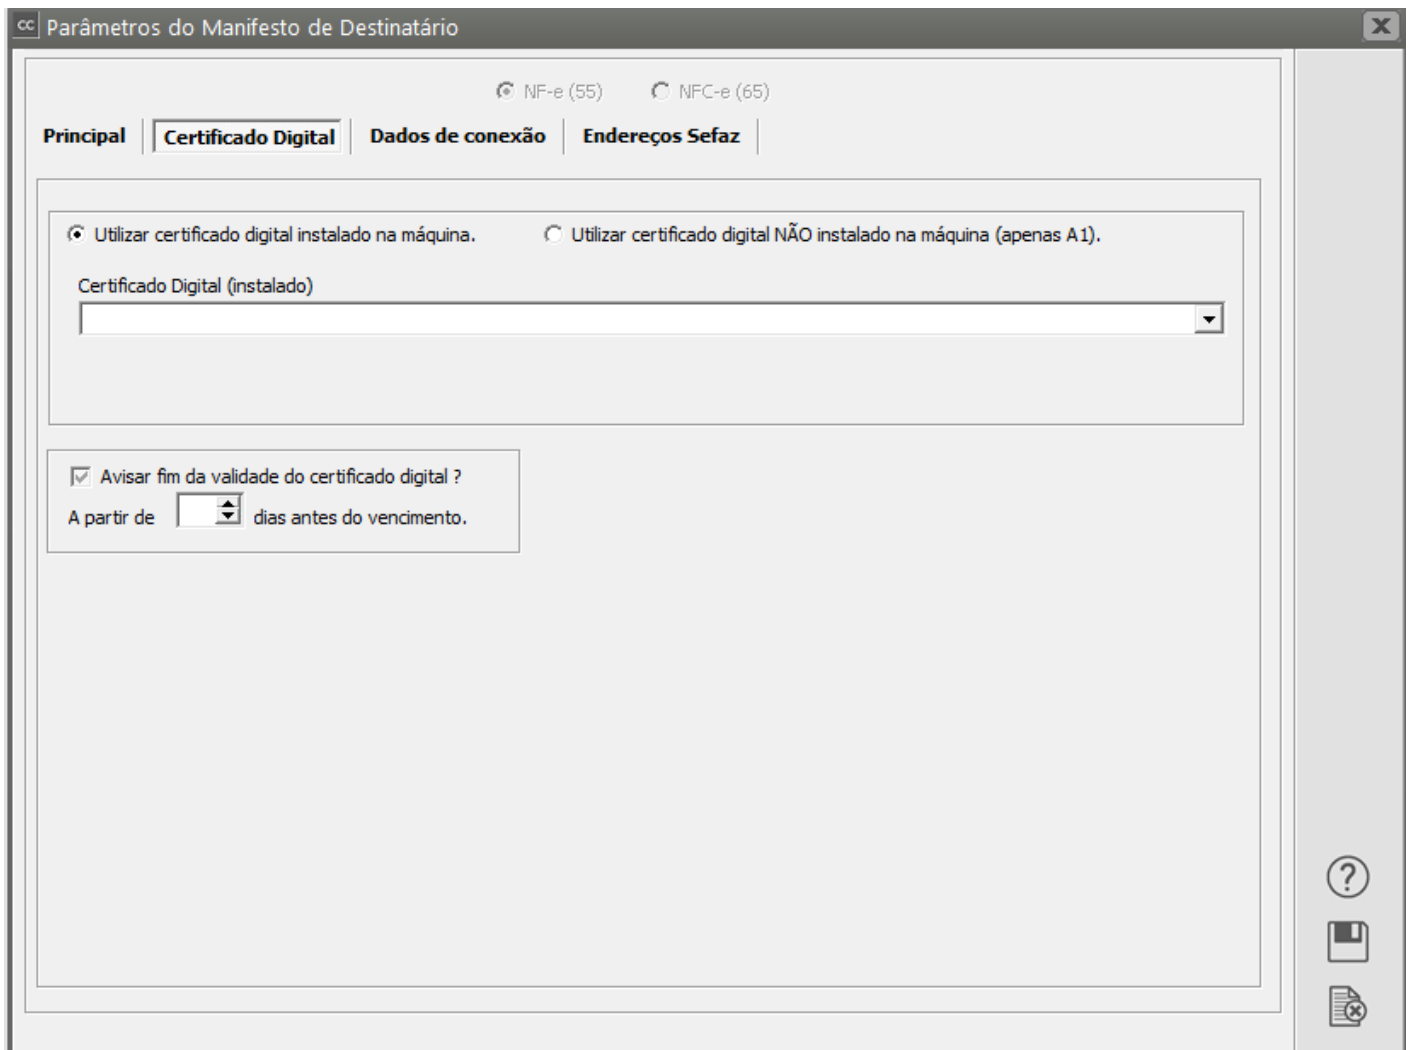 cc Parâmetros do Manifesto de Destinatário X
NF-e (55) NFC-e (65)
Principal Certificado Digital Dados de conexão Endereços Sefaz
Utilizar certificado digital instalado na máquina. Utilizar certificado digital NÃO instalado na máquina (apenas A1).
Certificado Digital (instalado)
Avisar fim da validade do certificado digital ?
A partir de dias antes do vencimento.
?